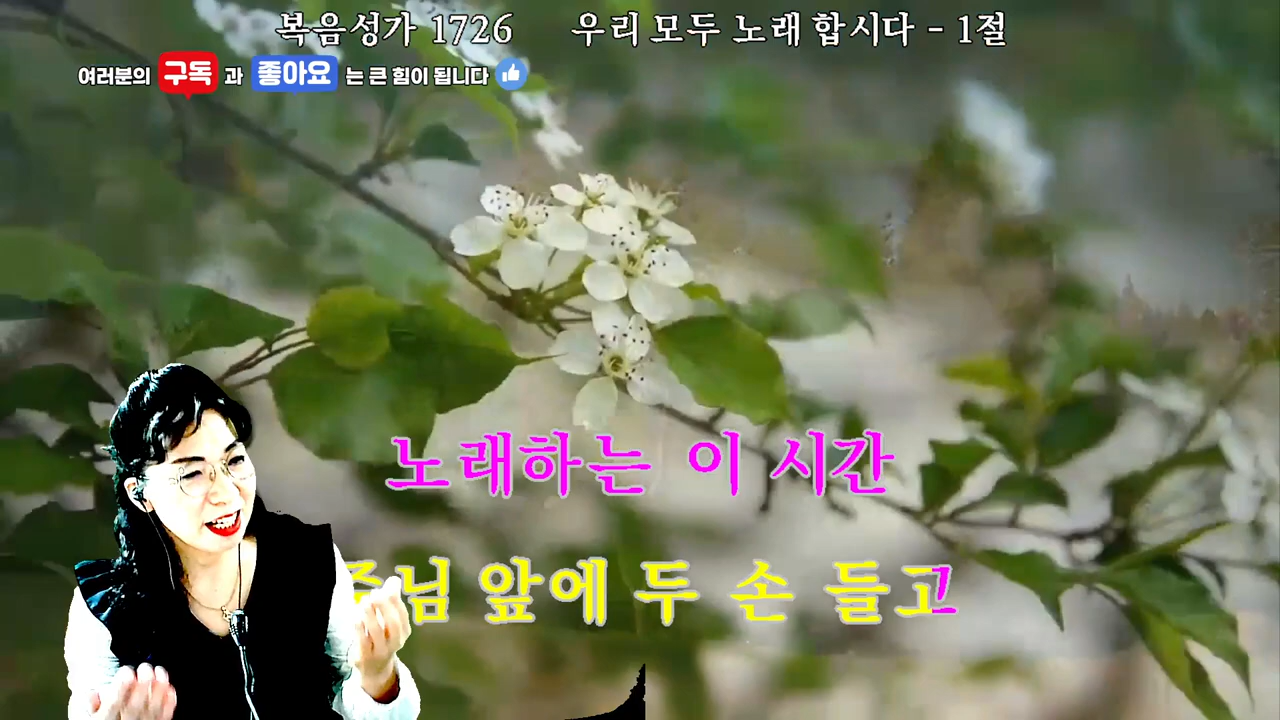 복음성가 1726 우리 모두 노래 합시다 - 1절
여러분의 구독 과 좋아요 는 큰 힘이 됩니다
노래하는 이 시간
주님 앞에 두 손 들고